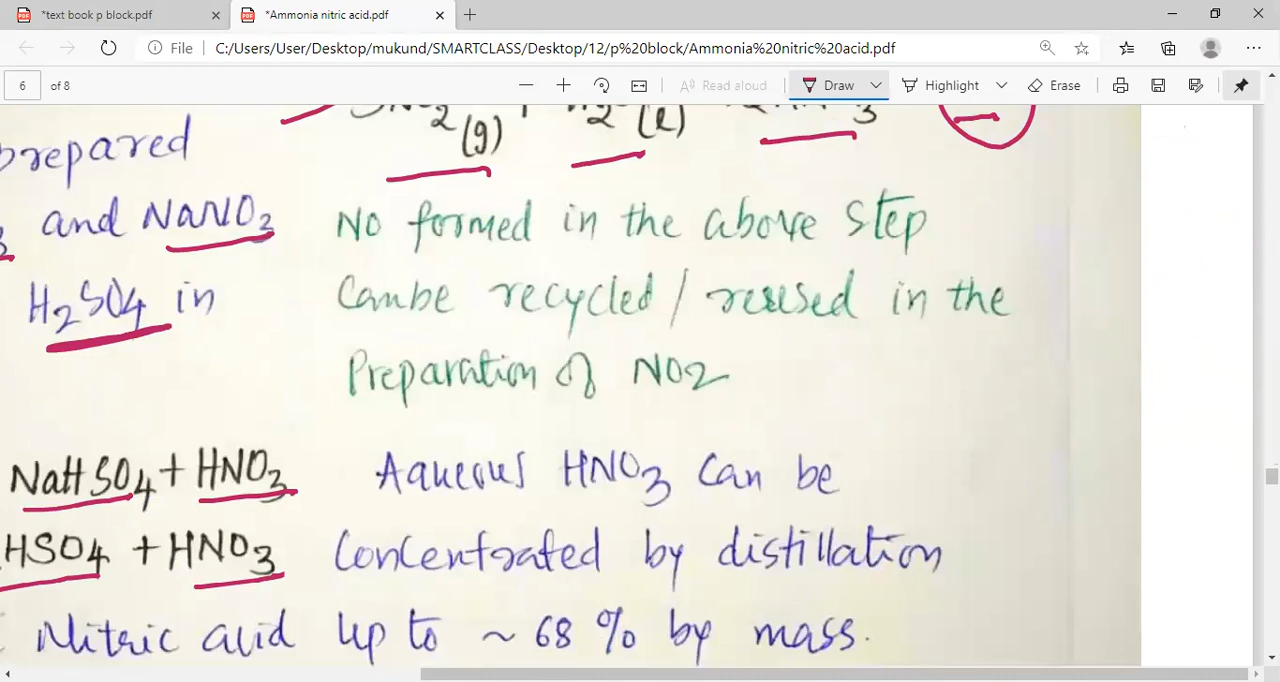 *text book p block.pdf
*Ammonia nitric acid.pdf
File
C:/Users/User/Desktop/mukund/SMARTCLASS/Desktop/12/p%20block/Ammonia%20nitric%20acid.pdf
6 of 8
Read aloud
Draw
Highlight
Erase
2(g) + H2O(l)
prepared
3 and NaNO3
H2SO4 in
NaHSO4 + HNO3
HSO4 + HNO3
Nitric acid
NO formed in the above step
Canbe recycled / reused in the
Preparation of NO2
Aqueous HNO3 can be
Concentrated by distillation
up to ~ 68 % by mass.